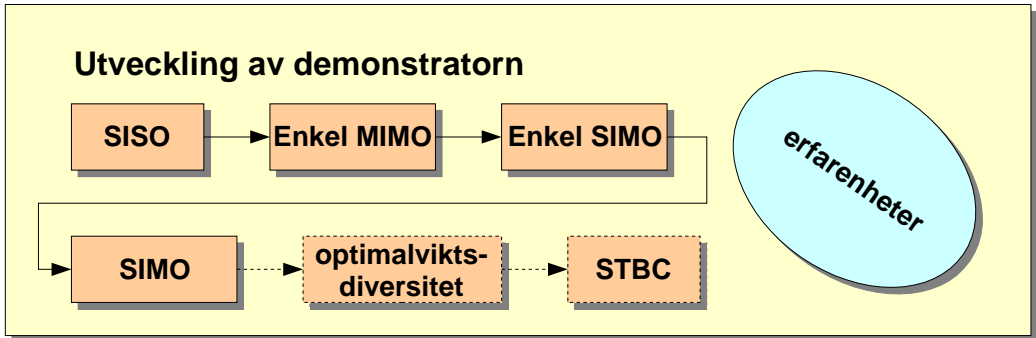 Utveckling av demonstratorn
SISO
Enkel MIMO
Enkel SIMO
erfarenheter
SIMO
optimalvikts-
diversitet
STBC